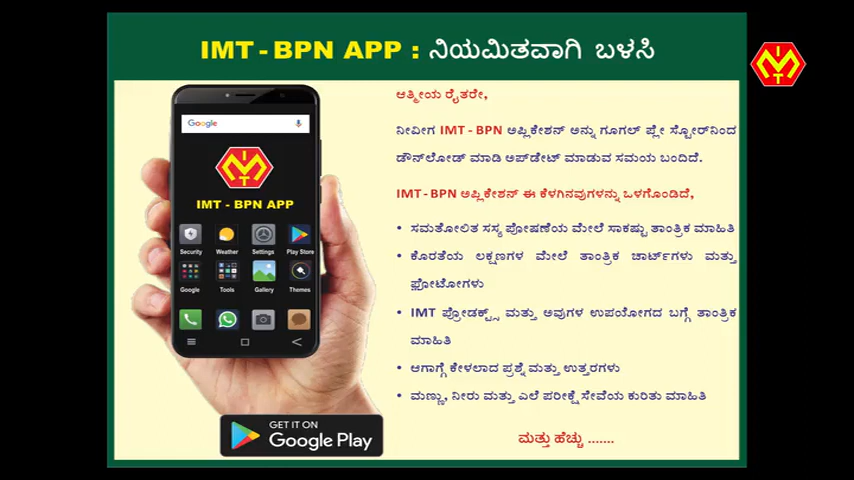 IMT - BPN APP : ನಿಯಮಿತವಾಗಿ ಬಳಸಿ
IMT
ಆತ್ಮೀಯ ರೈತರೇ,
ನೀವೀಗ IMT - BPN ಅಪ್ಲಿಕೇಶನ್ ಅನ್ನು ಗೂಗಲ್ ಪ್ಲೇ ಸ್ಟೋರ್‌ನಿಂದ
ಡೌನ್‌ಲೋಡ್ ಮಾಡಿ ಅಪ್‌ಡೇಟ್ ಮಾಡುವ ಸಮಯ ಬಂದಿದೆ.
IMT - BPN ಅಪ್ಲಿಕೇಶನ್ ಈ ಕೆಳಗಿನವುಗಳನ್ನು ಒಳಗೊಂಡಿದೆ,
• ಸಮತೋಲಿತ ಸಸ್ಯ ಪೋಷಣೆಯ ಮೇಲೆ ಸಾಕಷ್ಟು ತಾಂತ್ರಿಕ ಮಾಹಿತಿ
• ಕೊರತೆಯ ಲಕ್ಷಣಗಳ ಮೇಲೆ ತಾಂತ್ರಿಕ ಚಾರ್ಟ್‌ಗಳು ಮತ್ತು
ಫ಼ೋಟೋಗಳು
• IMT ಪ್ರೋಡಕ್ಟ್ಸ್ ಮತ್ತು ಅವುಗಳ ಉಪಯೋಗದ ಬಗ್ಗೆ ತಾಂತ್ರಿಕ
ಮಾಹಿತಿ
• ಆಗಾಗ್ಗೆ ಕೇಳಲಾದ ಪ್ರಶ್ನೆ ಮತ್ತು ಉತ್ತರಗಳು
• ಮಣ್ಣು, ನೀರು ಮತ್ತು ಎಲೆ ಪರೀಕ್ಷೆ ಸೇವೆಯ ಕುರಿತು ಮಾಹಿತಿ
ಮತ್ತು ಹೆಚ್ಚು .......
Google
IMT
IMT - BPN APP
Security Weather Settings Play Store
Google Tools Gallery Themes
GET IT ON
Google Play